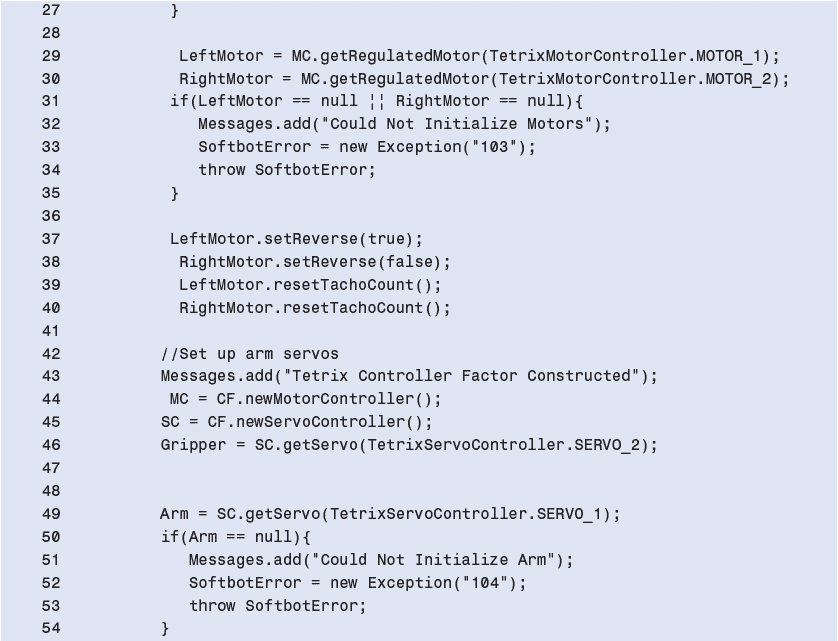 27            }
28
29             LeftMotor = MC.getRegulatedMotor(TetrixMotorController.MOTOR_1);
30             RightMotor = MC.getRegulatedMotor(TetrixMotorController.MOTOR_2);
31            if(LeftMotor == null ¦¦ RightMotor == null){
32               Messages.add("Could Not Initialize Motors");
33               SoftbotError = new Exception("103");
34               throw SoftbotError;
35            }
36
37            LeftMotor.setReverse(true);
38             RightMotor.setReverse(false);
39             LeftMotor.resetTachoCount();
40             RightMotor.resetTachoCount();
41
42           //Set up arm servos
43           Messages.add("Tetrix Controller Factor Constructed");
44            MC = CF.newMotorController();
45           SC = CF.newServoController();
46           Gripper = SC.getServo(TetrixServoController.SERVO_2);
47
48
49           Arm = SC.getServo(TetrixServoController.SERVO_1);
50           if(Arm == null){
51              Messages.add("Could Not Initialize Arm");
52              SoftbotError = new Exception("104");
53              throw SoftbotError;
54           }